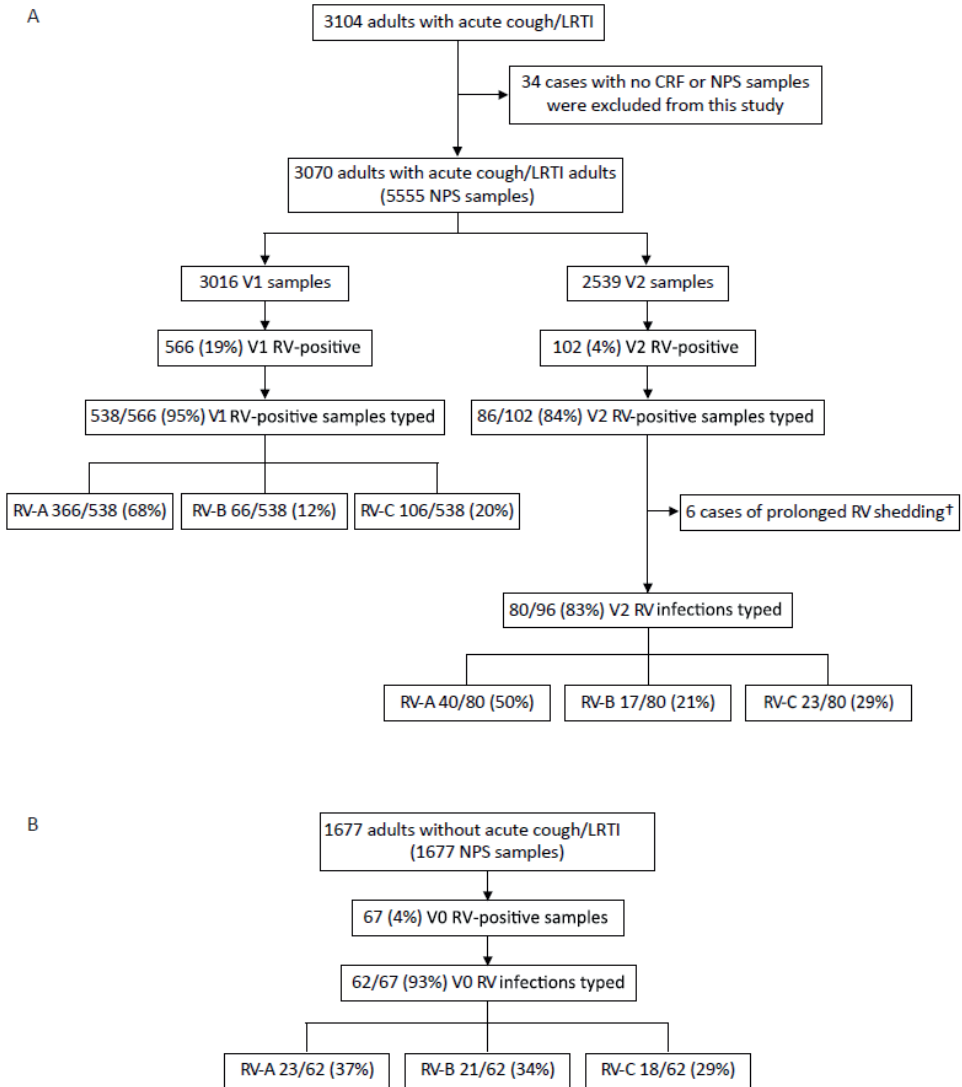 A
3104 adults with acute cough/LRTI
34 cases with no CRF or NPS samples
were excluded from this study
3070 adults with acute cough/LRTI adults
(5555 NPS samples)
3016 V1 samples
2539 V2 samples
566 (19%) V1 RV-positive
102 (4%) V2 RV-positive
538/566 (95%) V1 RV-positive samples typed
86/102 (84%) V2 RV-positive samples typed
RV-A 366/538 (68%)
RV-B 66/538 (12%)
RV-C 106/538 (20%)
6 cases of prolonged RV shedding†
80/96 (83%) V2 RV infections typed
RV-A 40/80 (50%)
RV-B 17/80 (21%)
RV-C 23/80 (29%)
B
1677 adults without acute cough/LRTI
(1677 NPS samples)
67 (4%) V0 RV-positive samples
62/67 (93%) V0 RV infections typed
RV-A 23/62 (37%)
RV-B 21/62 (34%)
RV-C 18/62 (29%)